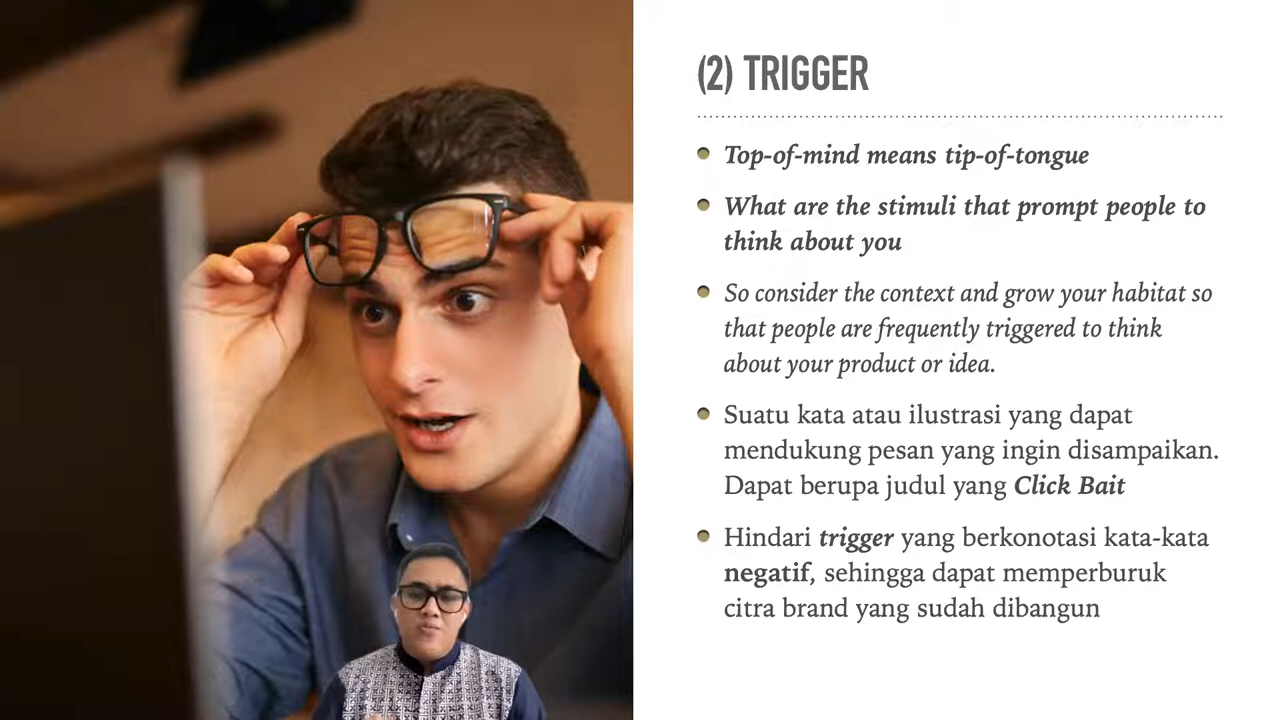 (2) TRIGGER
Top-of-mind means tip-of-tongue
What are the stimuli that prompt people to
think about you
So consider the context and grow your habitat so
that people are frequently triggered to think
about your product or idea.
Suatu kata atau ilustrasi yang dapat
mendukung pesan yang ingin disampaikan.
Dapat berupa judul yang Click Bait
Hindari trigger yang berkonotasi kata-kata
negatif, sehingga dapat memperburuk
citra brand yang sudah dibangun